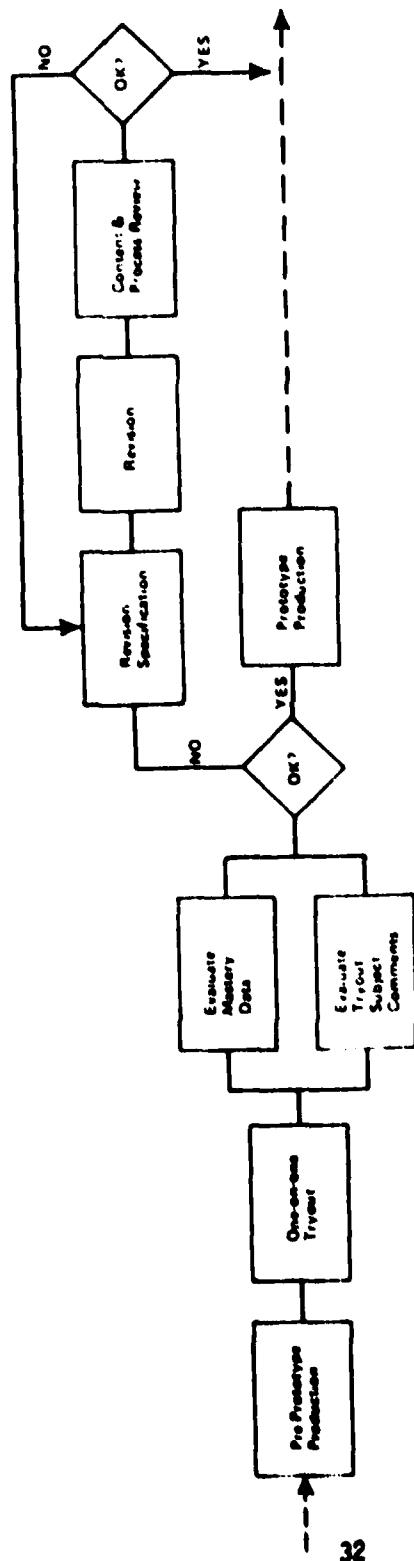 Pre Prototype
Production
One-on-one
Tryout
Evaluate
Mastery
Data
Evaluate
Tryout
Subject
Comments
OK?
NO
YES
Prototype
Production
Revision
Specification
Revision
Content &
Process Review
OK?
NO
YES
32